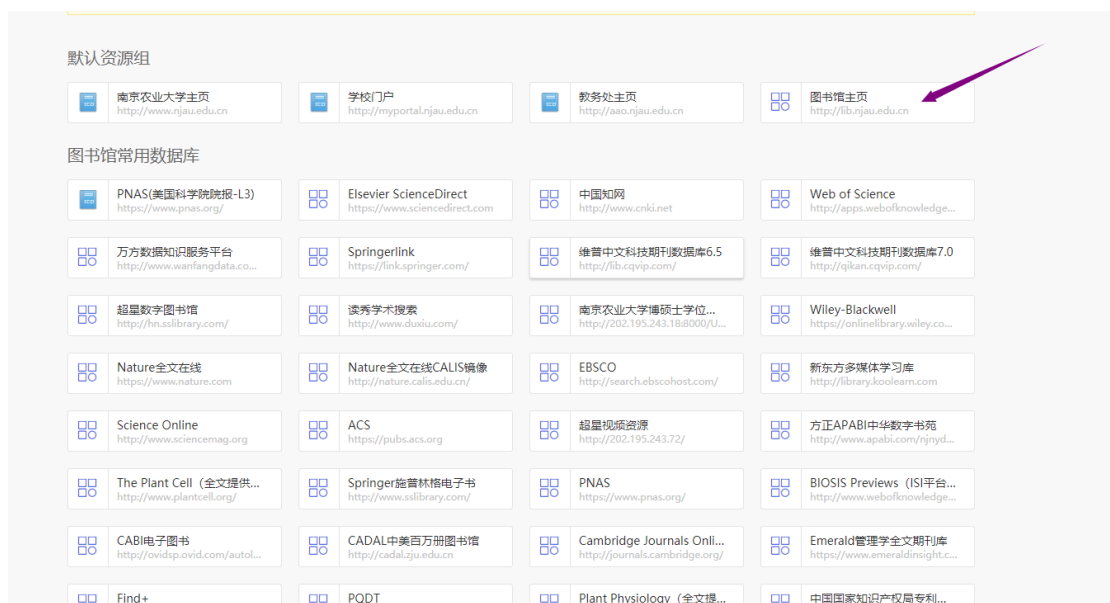 默认资源组
南京农业大学主页
http://www.njau.edu.cn
学校门户
http://myportal.njau.edu.cn
教务处主页
http://aao.njau.edu.cn
图书馆主页
http://lib.njau.edu.cn
图书馆常用数据库
PNAS(美国科学院院报-L3)
https://www.pnas.org/
Elsevier ScienceDirect
https://www.sciencedirect.com
中国知网
http://www.cnki.net
Web of Science
http://apps.webofknowledge...
万方数据知识服务平台
http://www.wanfangdata.co...
Springerlink
https://link.springer.com/
维普中文科技期刊数据库6.5
http://lib.cqvip.com/
维普中文科技期刊数据库7.0
http://qikan.cqvip.com/
超星数字图书馆
http://hn.sslibrary.com/
读秀学术搜索
http://www.duxiu.com/
南京农业大学博硕士学位...
http://202.195.243.18:8000/U...
Wiley-Blackwell
https://onlinelibrary.wiley.co...
Nature全文在线
https://www.nature.com
Nature全文在线CALIS镜像
http://nature.calis.edu.cn/
EBSCO
http://search.ebscohost.com/
新东方多媒体学习库
http://library.koolearn.com
Science Online
http://www.sciencemag.org
ACS
https://pubs.acs.org
超星视频资源
http://202.195.243.72/
方正APABI中华数字书苑
http://www.apabi.com/njnyd...
The Plant Cell（全文提供...
http://www.plantcell.org/
Springer施普林格电子书
http://www.sslibrary.com/
PNAS
https://www.pnas.org/
BIOSIS Previews（ISI平台...
http://www.webofknowledge...
CABI电子图书
http://ovidsp.ovid.com/autol...
CADAL中美百万册图书馆
http://cadal.zju.edu.cn
Cambridge Journals Onli...
http://journals.cambridge.org/
Emerald管理学全文期刊库
https://www.emeraldinsight.c...
Find+
PQDT
Plant Physiology（全文提...
中国国家知识产权局专利...